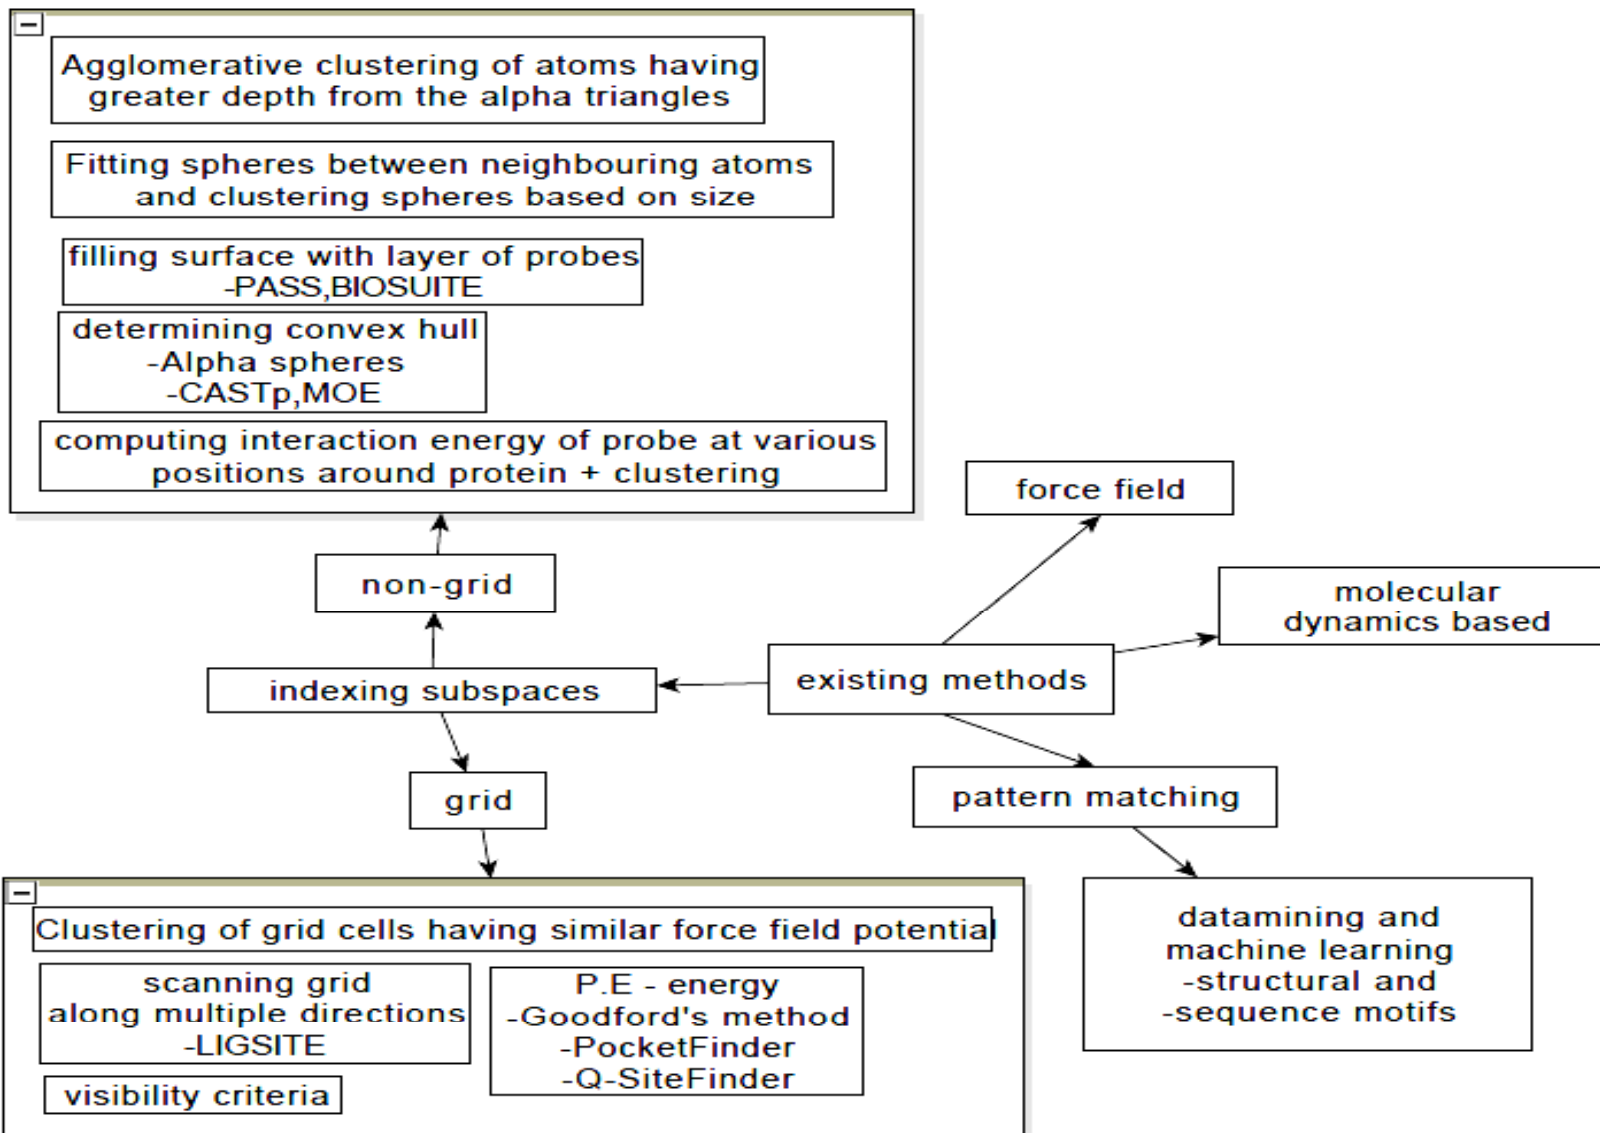 Agglomerative clustering of atoms having
greater depth from the alpha triangles
Fitting spheres between neighbouring atoms
and clustering spheres based on size
filling surface with layer of probes
-PASS,BIOSUITE
determining convex hull
-Alpha spheres
-CASTp,MOE
computing interaction energy of probe at various
positions around protein + clustering
force field
non-grid
molecular
dynamics based
indexing subspaces
existing methods
grid
pattern matching
Clustering of grid cells having similar force field potential
scanning grid
along multiple directions
-LIGSITE
P.E - energy
-Goodford's method
-PocketFinder
-Q-SiteFinder
visibility criteria
datamining and
machine learning
-structural and
-sequence motifs